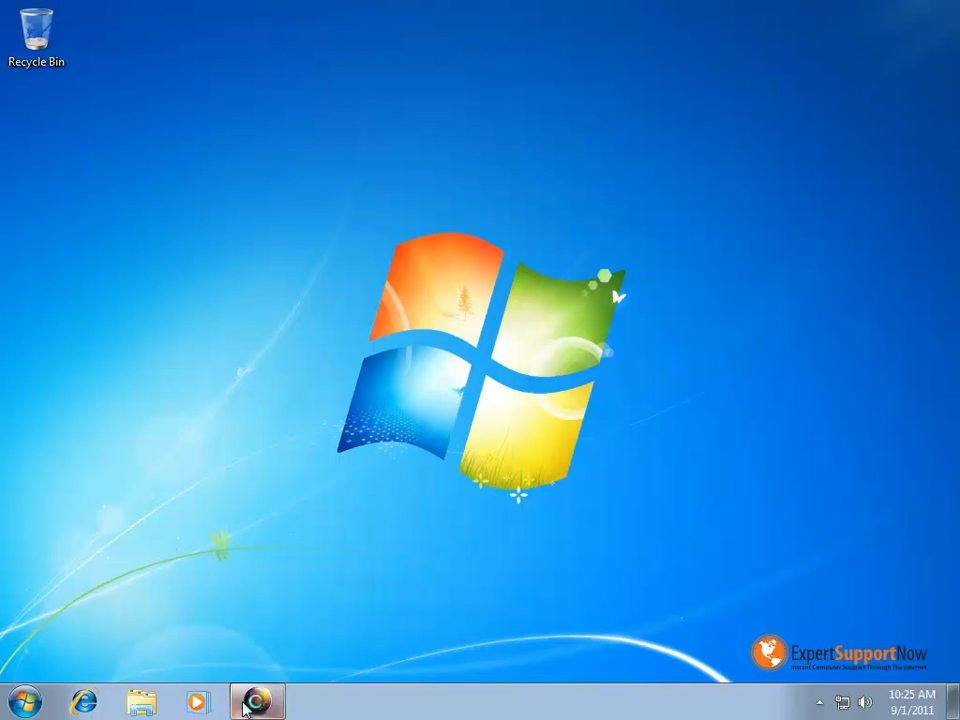 Recycle Bin
ExpertSupportNow
Instant Computer Support Through The Internet
10:25 AM
9/1/2011